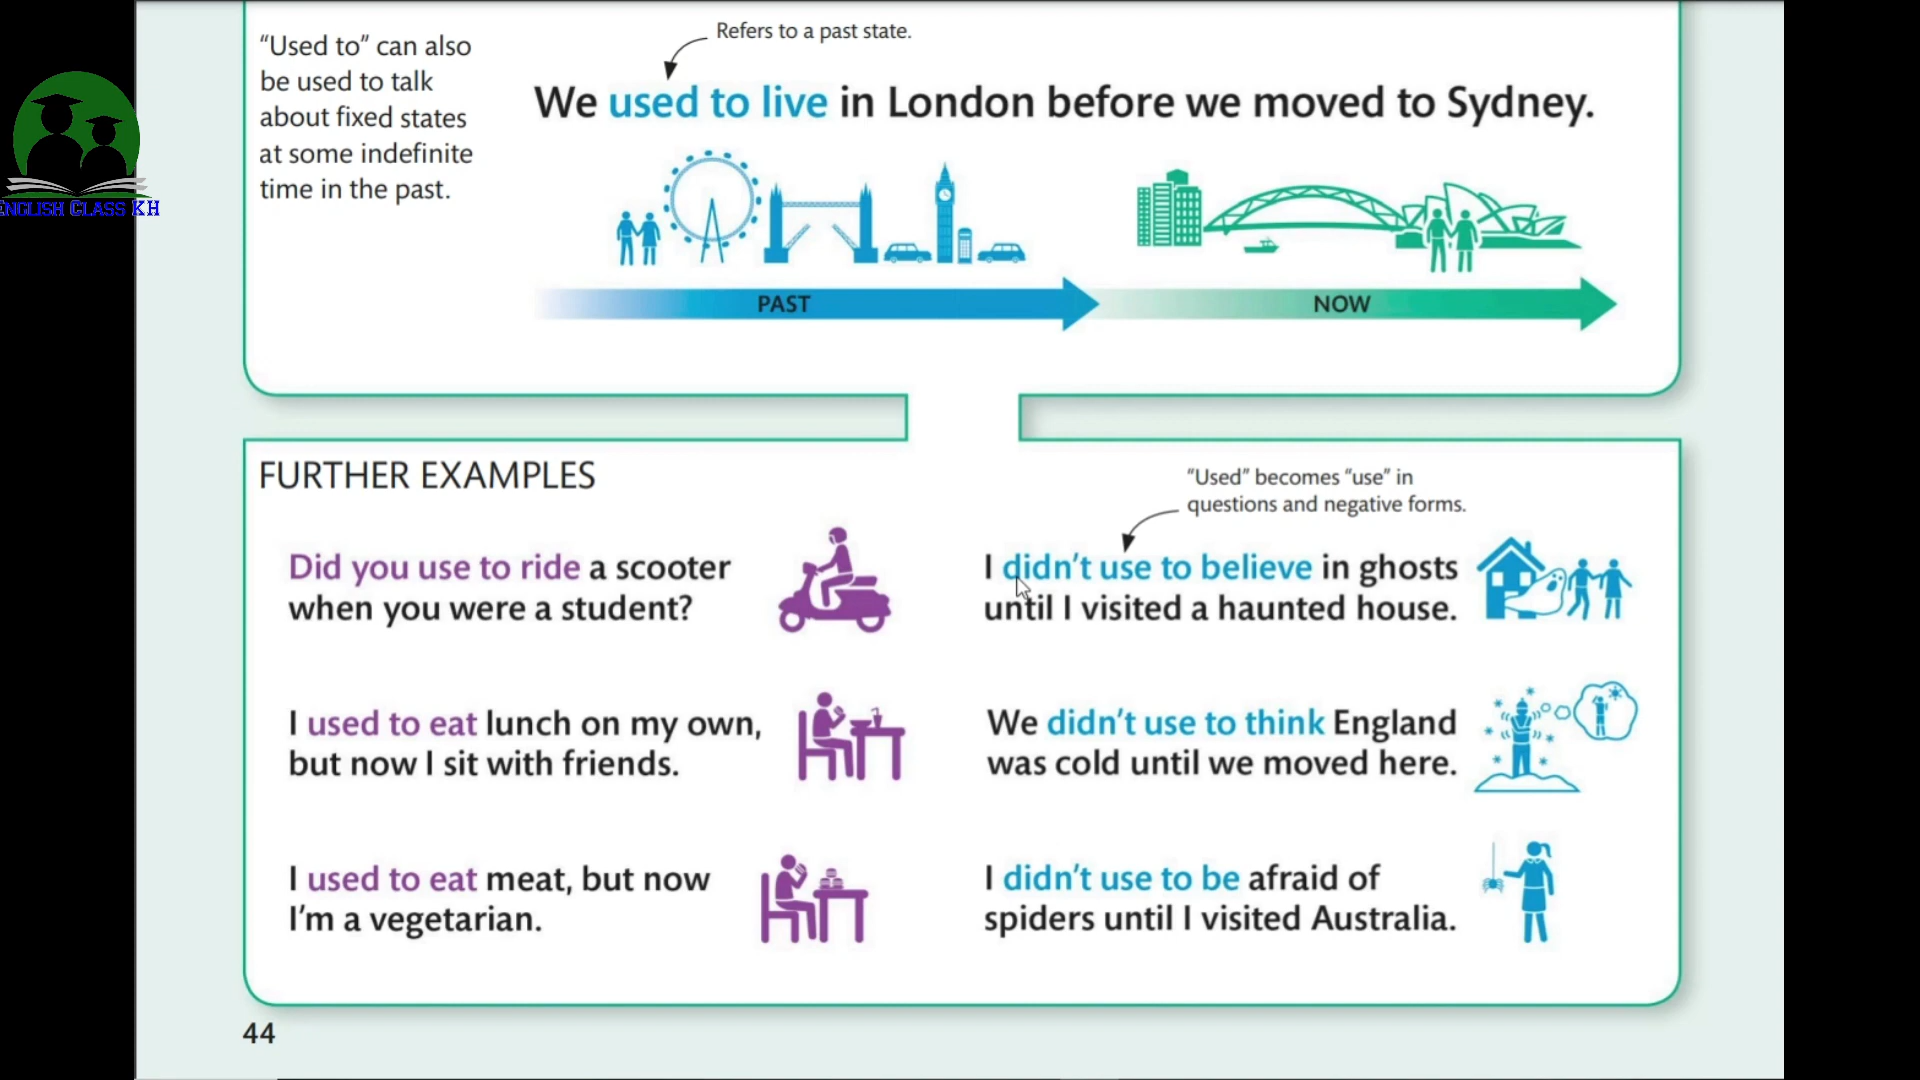 "Used to" can also
be used to talk
about fixed states
at some indefinite
time in the past.
ENGLISH CLASS KH
Refers to a past state.
We used to live in London before we moved to Sydney.
PAST
NOW
FURTHER EXAMPLES
"Used" becomes "use" in
questions and negative forms.
Did you use to ride a scooter
when you were a student?
I didn't use to believe in ghosts
until I visited a haunted house.
I used to eat lunch on my own,
but now I sit with friends.
We didn't use to think England
was cold until we moved here.
I used to eat meat, but now
I'm a vegetarian.
I didn't use to be afraid of
spiders until I visited Australia.
44